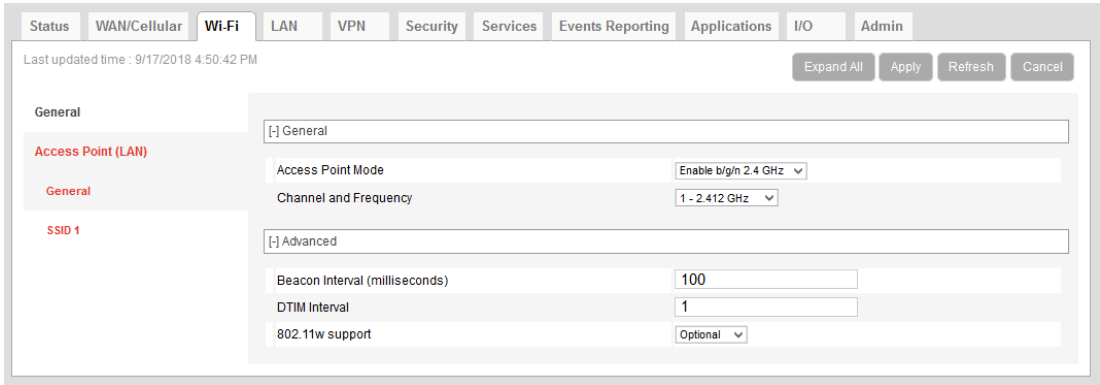 Status WAN/Cellular Wi-Fi LAN VPN Security Services Events Reporting Applications I/O Admin
Last updated time : 9/17/2018 4:50:42 PM
Expand All Apply Refresh Cancel
General
Access Point (LAN)
General
SSID 1
[-] General
Access Point Mode Enable b/g/n 2.4 GHz
Channel and Frequency 1 - 2.412 GHz
[-] Advanced
Beacon Interval (milliseconds) 100
DTIM Interval 1
802.11w support Optional